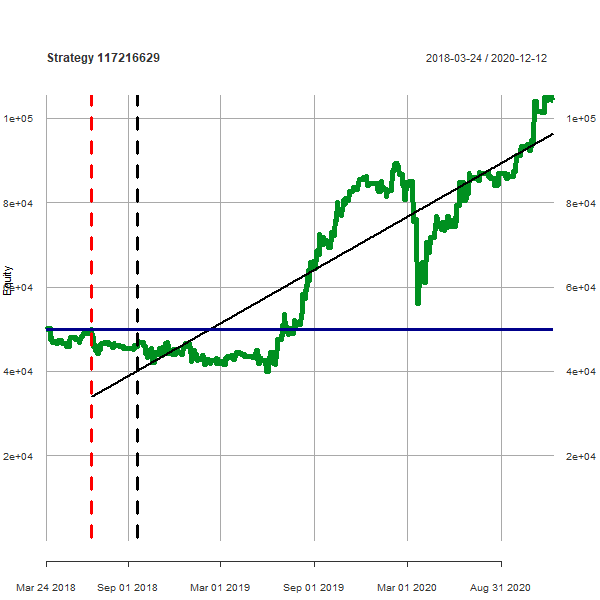 Strategy 117216629
2018-03-24 / 2020-12-12
1e+05
1e+05
8e+04
8e+04
Equity
6e+04
6e+04
4e+04
4e+04
2e+04
2e+04
Mar 24 2018
Sep 01 2018
Mar 01 2019
Sep 01 2019
Mar 01 2020
Aug 31 2020